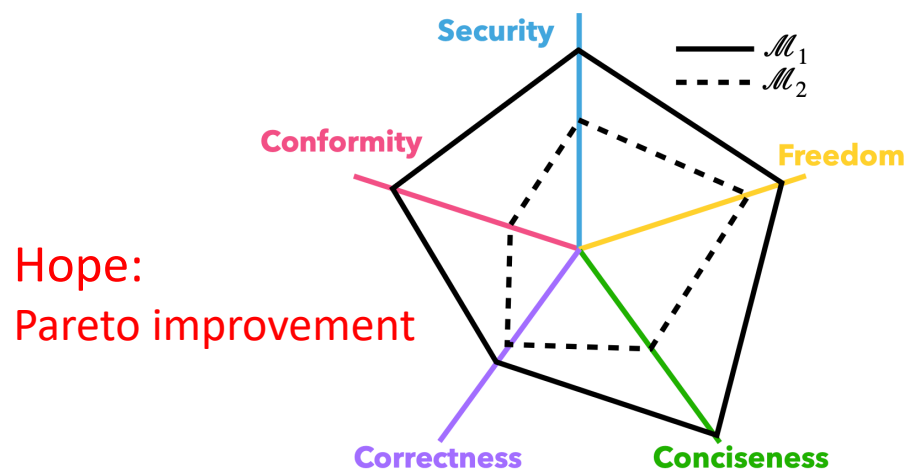 Security
ℳ1
ℳ2
Conformity
Freedom
Hope:
Pareto improvement
Correctness
Conciseness